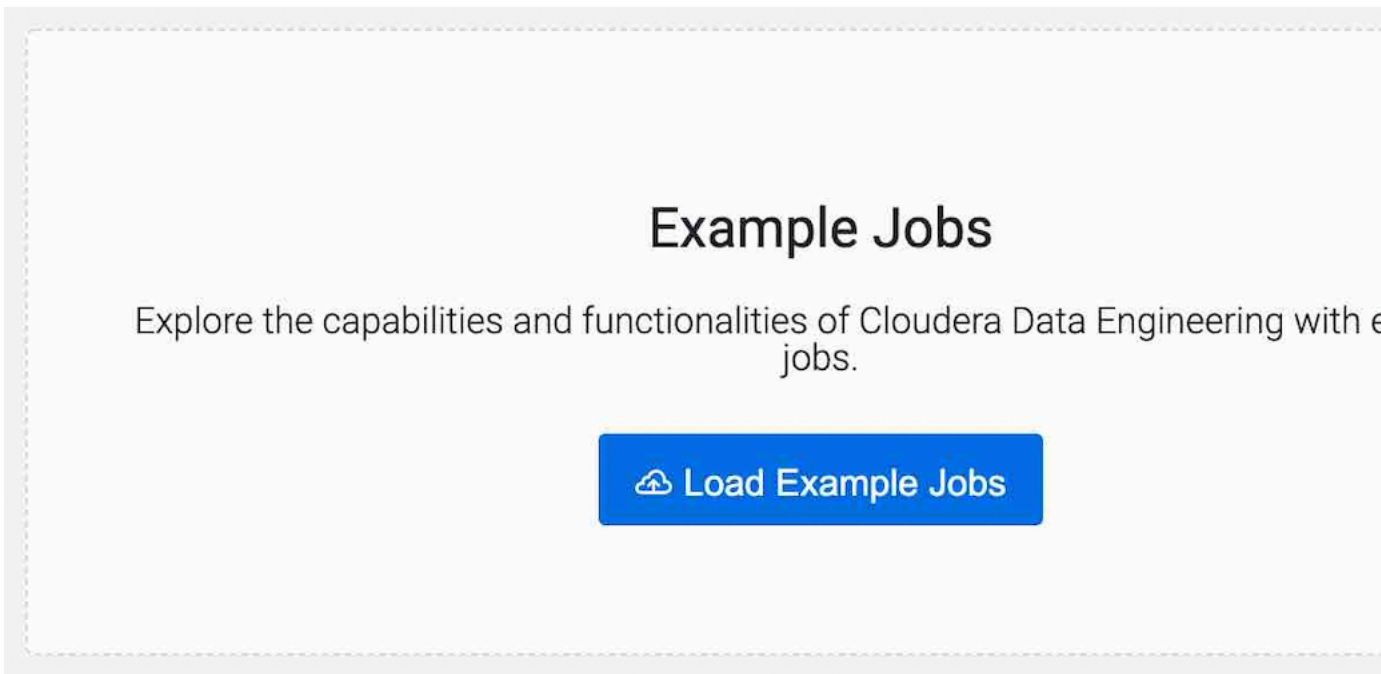 Example Jobs
Explore the capabilities and functionalities of Cloudera Data Engineering with
jobs.
Load Example Jobs